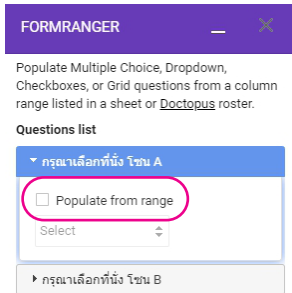 FORMRANGER
Populate Multiple Choice, Dropdown,
Checkboxes, or Grid questions from a column
range listed in a sheet or Doctopus roster.
Questions list
กรุณาเลือกที่นั่ง โซน A
Populate from range
Select
กรุณาเลือกที่นั่ง โซน B